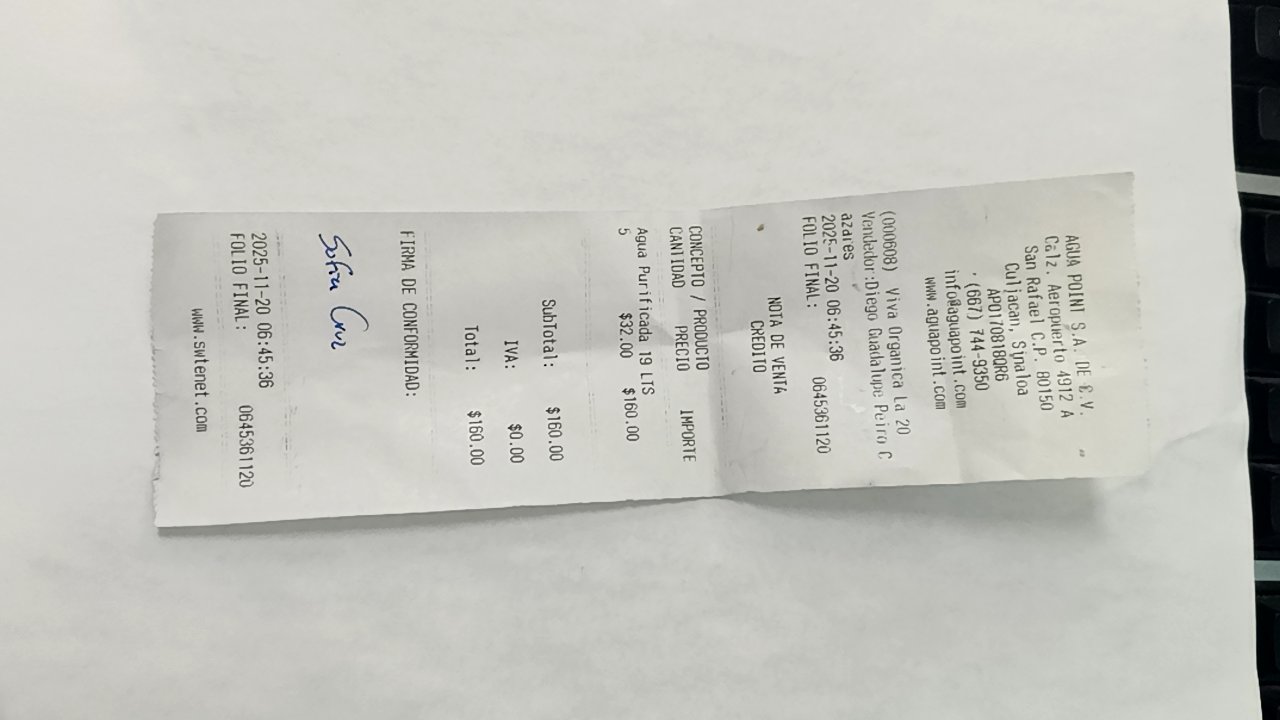 AGUA POINT S.A. DE C.V.
Calz. Aeropuerto 4912 A
San Rafael C.P. 80150
Culiacan, Sinaloa
APO170818QR6
, (667) 744-9350
info@aguapoint.com
www.aguapoint.com
(000608) Viva Organica La 20
Vendedor:Diego Guadalupe Peiro C
azares
2025-11-20 06:45:36 0645361120
FOLIO FINAL:
NOTA DE VENTA
CREDITO
CONCEPTO / PRODUCTO
CANTIDAD PRECIO IMPORTE
Agua Purificada 19 LTS
5 $32.00 $160.00
SubTotal: $160.00
IVA: $0.00
Total: $160.00
FIRMA DE CONFORMIDAD:
Sofia Cruz
2025-11-20 06:45:36
FOLIO FINAL: 0645361120
www.swtenet.com